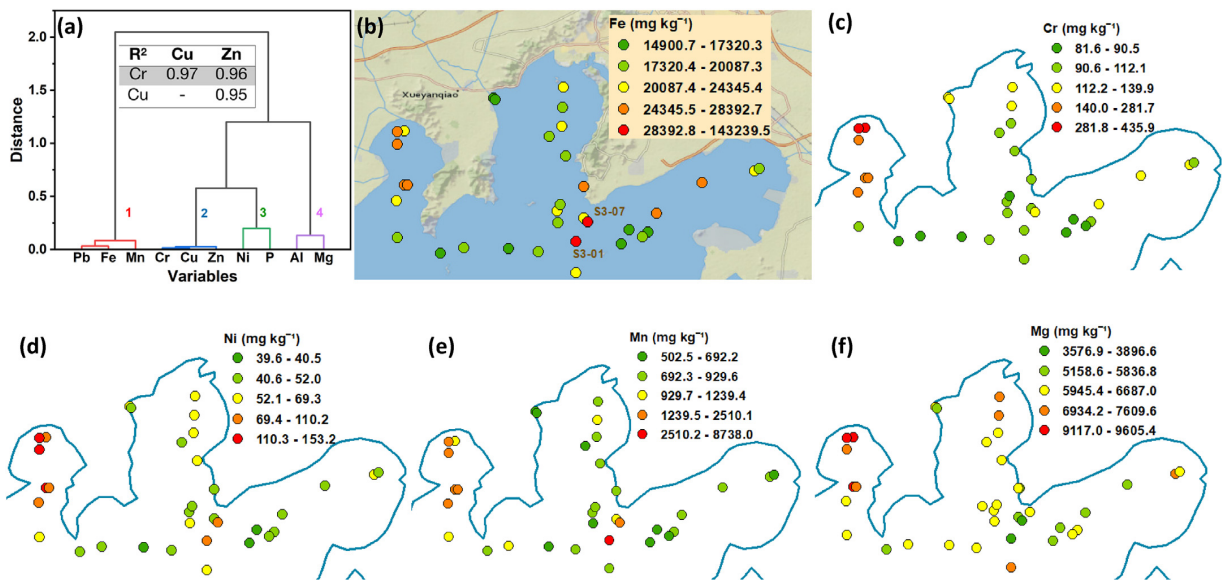 (a)
Distance
2.0
1.5
1.0
0.5
0.0
R² Cu Zn
Cr 0.97 0.96
Cu - 0.95
1 2 3 4
Pb Fe Mn Cr Cu Zn Ni P Al Mg
Variables
(b)
Xueyanqiao
Fe
(mg kg⁻¹)
14900.7 - 17320.3
17320.4 - 20087.3
20087.4 - 24345.4
24345.5 - 28392.7
28392.8 - 143239.5
S3-07
S3-01
(c)
Cr (mg kg⁻¹)
81.6 - 90.5
90.6 - 112.1
112.2 - 139.9
140.0 - 281.7
281.8 - 435.9
(d)
Ni (mg kg⁻¹)
39.6 - 40.5
40.6 - 52.0
52.1 - 69.3
69.4 - 110.2
110.3 - 153.2
(e)
Mn (mg kg⁻¹)
502.5 - 692.2
692.3 - 929.6
929.7 - 1239.4
1239.5 - 2510.1
2510.2 - 8738.0
(f)
Mg (mg kg⁻¹)
3576.9 - 3896.6
5158.6 - 5836.8
5945.4 - 6687.0
6934.2 - 7609.6
9117.0 - 9605.4